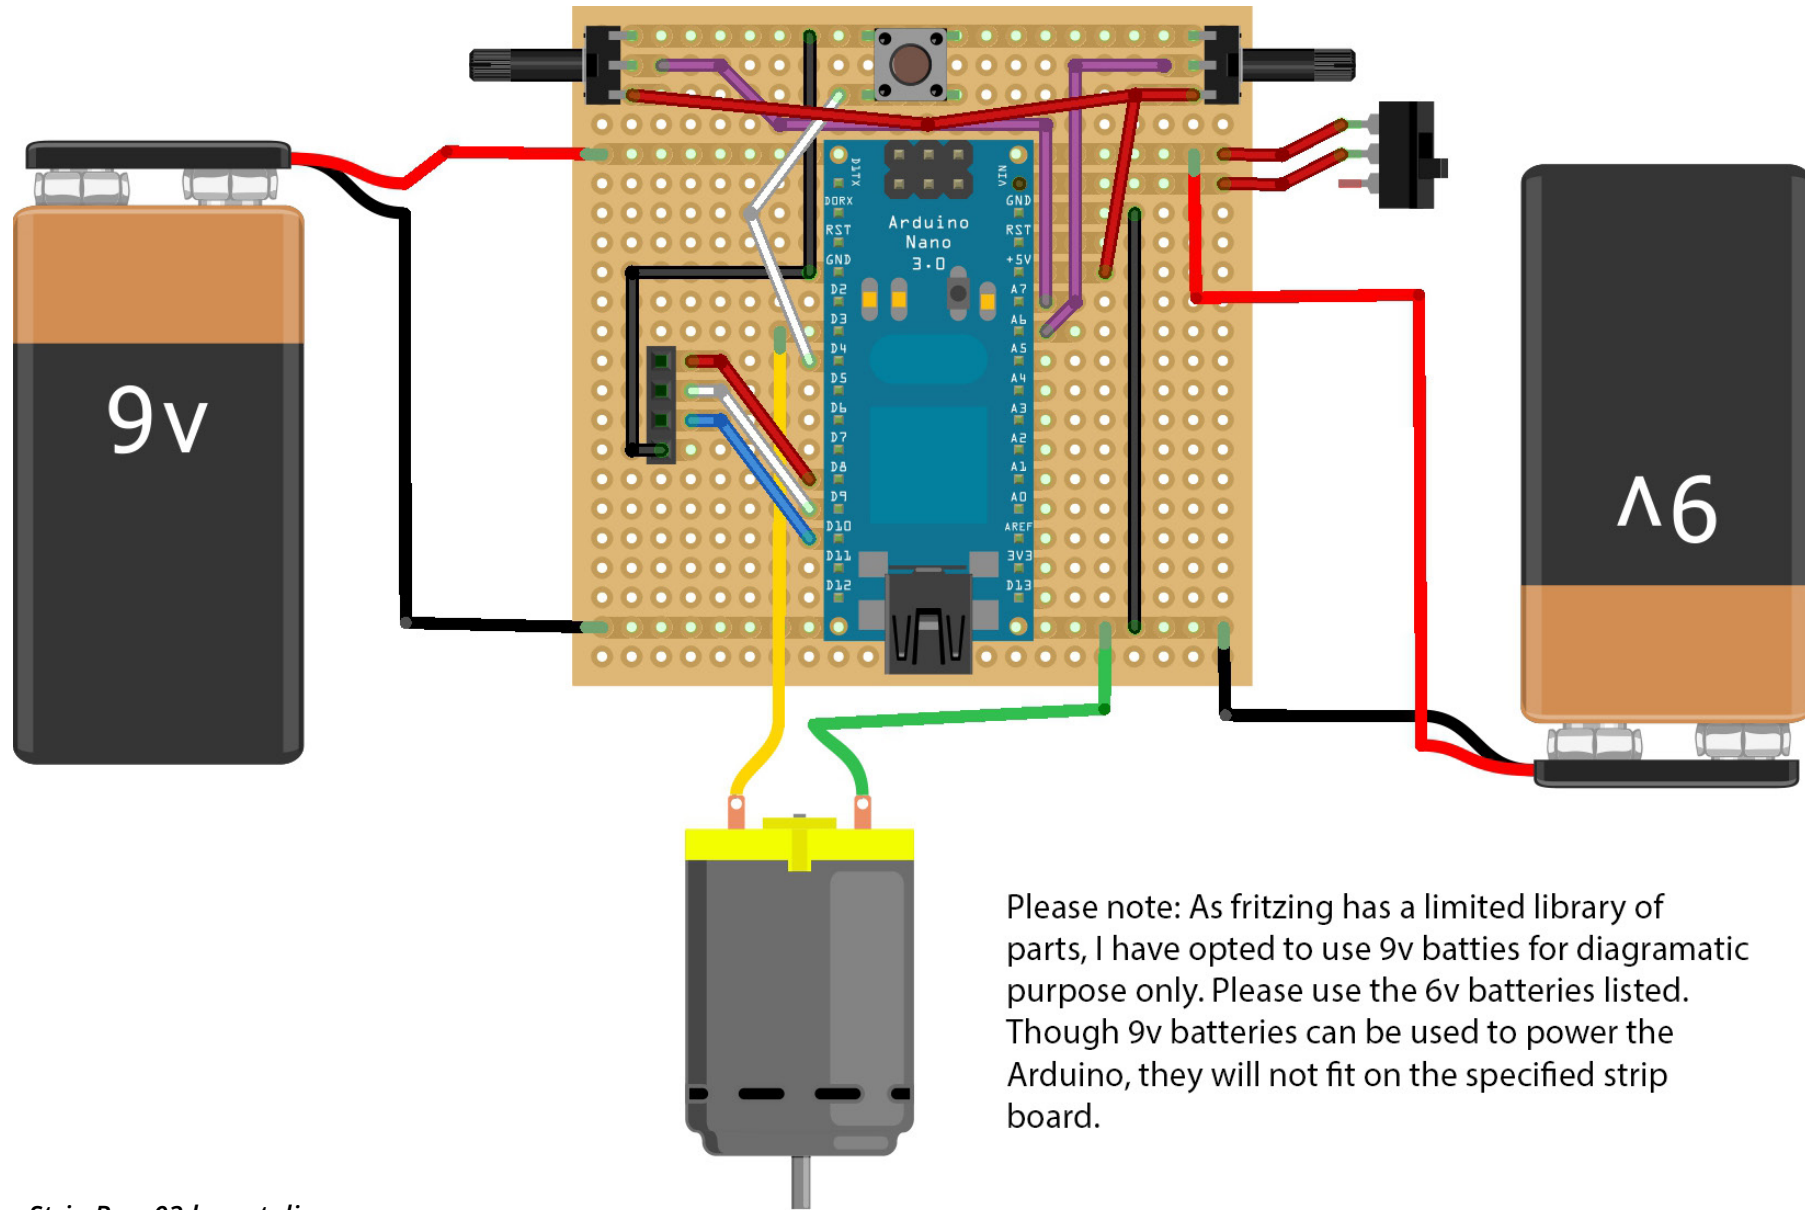 D1TX
VIN
D0RX
GND
RST
RST
GND
+5V
Arduino
Nano
3.0
D2
A7
D3
A6
D4
A5
D5
A4
D6
A3
D7
A2
D8
A1
D9
A0
D10
AREF
D11
3V3
D12
D13
9v
9v
Please note: As fritzing has a limited library of
parts, I have opted to use 9v batties for diagramatic
purpose only. Please use the 6v batteries listed.
Though 9v batteries can be used to power the
Arduino, they will not fit on the specified strip
board.